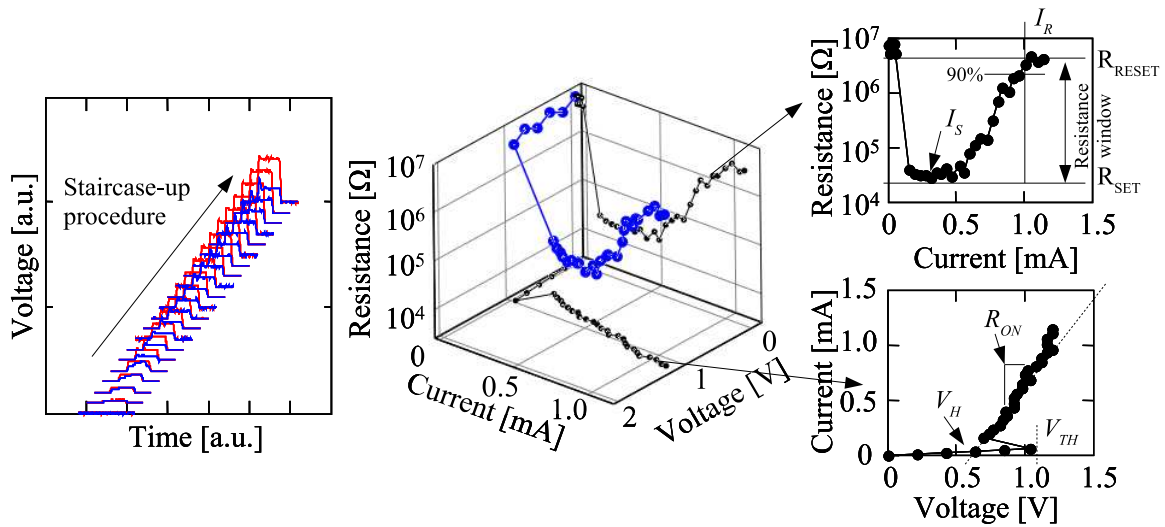 Voltage [a.u.]
Staircase-up
procedure
Time [a.u.]
Resistance [Ω]
10⁷
10⁶
10⁵
10⁴
0
0.5
1.0
Current [mA]
2
1
0
Voltage [V]
Resistance [Ω]
10⁷
10⁶
10⁵
10⁴
I_R
90%
I_S
Resistance
window
R_RESET
R_SET
0
0.5
1.0
1.5
Current [mA]
Current [mA]
1.5
1.0
0.5
0
R_ON
V_H
V_TH
0
0.5
1.0
1.5
Voltage [V]